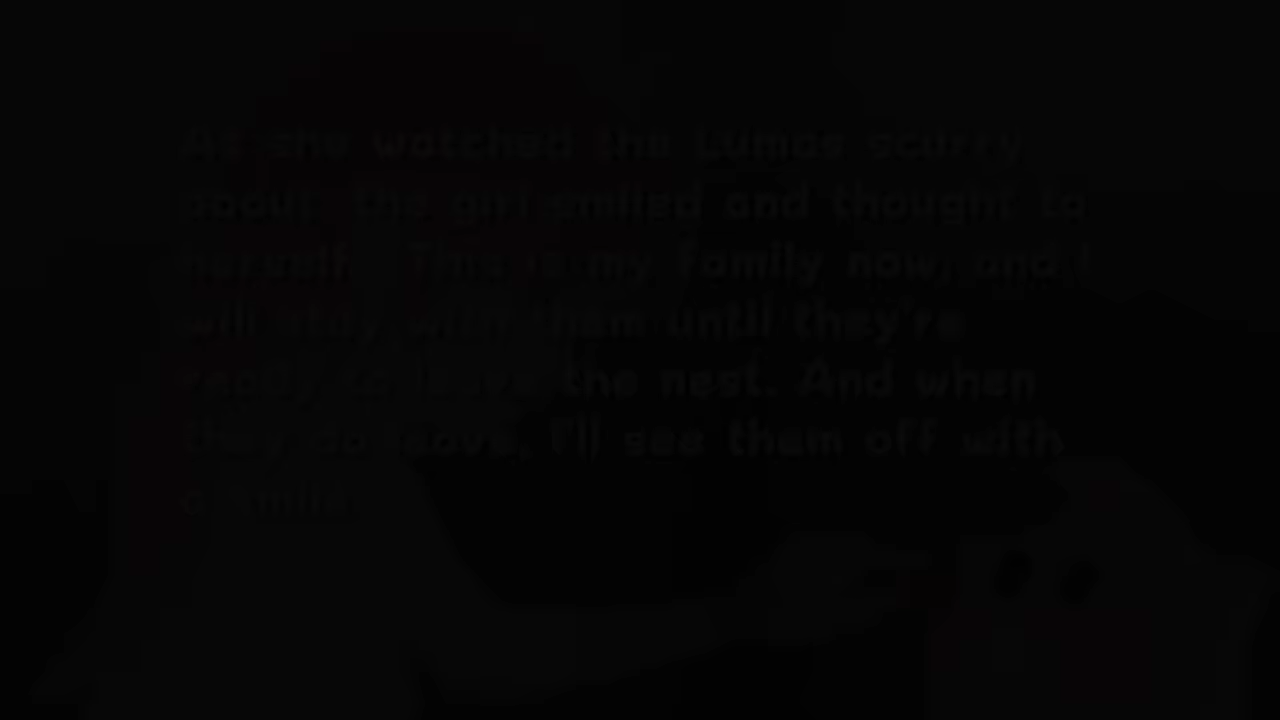 As she watched the Lumas scurry
about, the girl smiled and thought to
herself, This is my family now, and I
will stay with them until they're
ready to leave the nest. And when
they do leave, I'll see them off with
a smile.